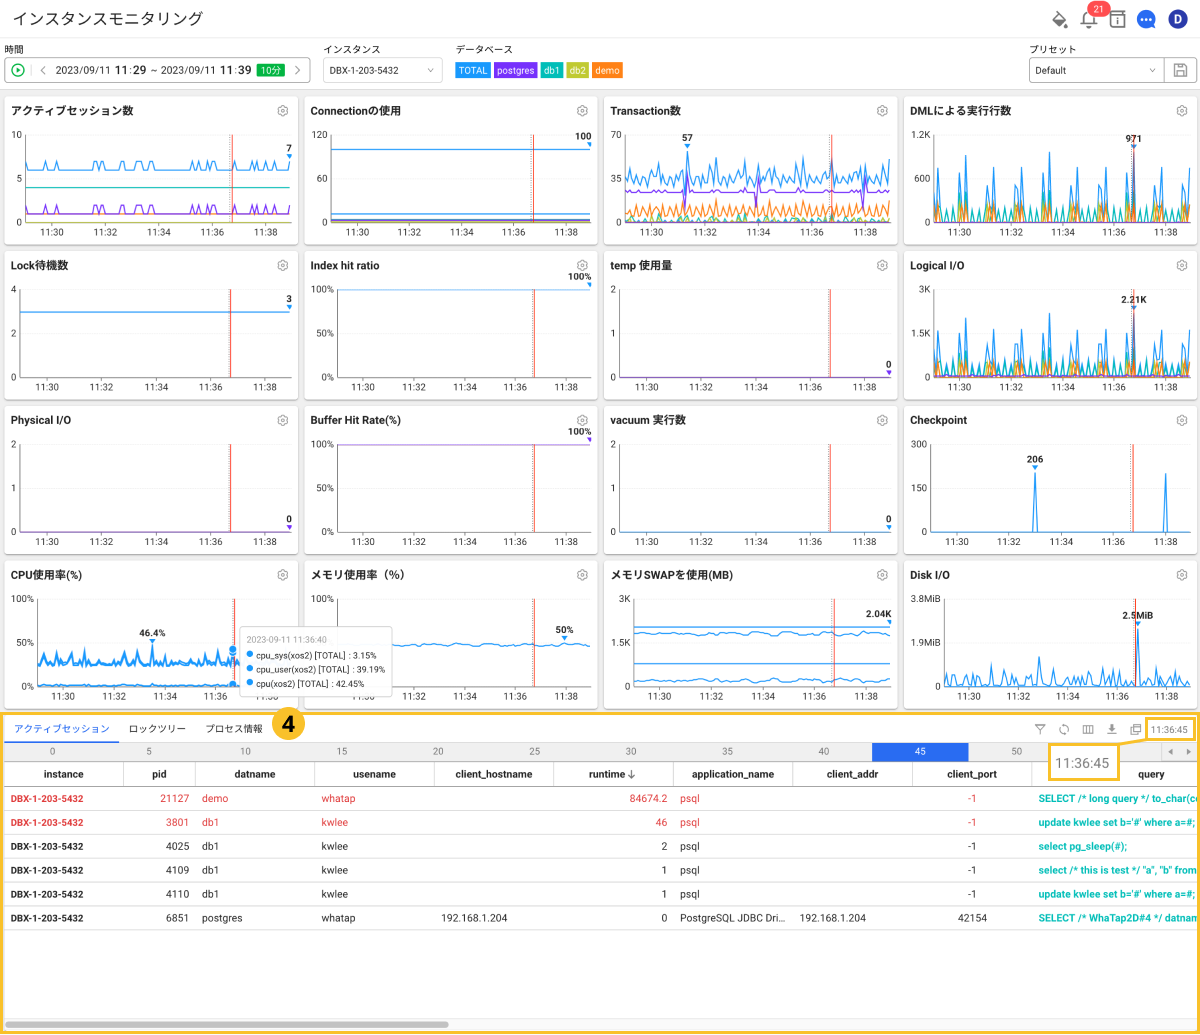 インスタンスモニタリング
21
D
時間
インスタンス
データベース
プリセット
2023/09/11 11:29 ~ 2023/09/11 11:39 10分
DBX-1-203-5432
TOTAL postgres db1 db2 demo
Default
アクティブセッション数
10
5
0
7
11:30 11:32 11:34 11:36 11:38
Connectionの使用
120
60
0
100
11:30 11:32 11:34 11:36 11:38
Transaction数
70
35
0
57
11:30 11:32 11:34 11:36 11:38
DMLによる実行行数
1.2K
600
0
971
11:30 11:32 11:34 11:36 11:38
Lock待機数
4
2
0
3
11:30 11:32 11:34 11:36 11:38
Index hit ratio
100%
50%
0%
100%
11:30 11:32 11:34 11:36 11:38
temp 使用量
2
1
0
0
11:30 11:32 11:34 11:36 11:38
Logical I/O
3K
1.5K
0
2.21K
11:30 11:32 11:34 11:36 11:38
Physical I/O
2
1
0
0
11:30 11:32 11:34 11:36 11:38
Buffer Hit Rate(%)
100%
50%
0%
100%
11:30 11:32 11:34 11:36 11:38
vacuum 実行数
2
1
0
0
11:30 11:32 11:34 11:36 11:38
Checkpoint
300
150
0
206
11:30 11:32 11:34 11:36 11:38
CPU使用率(%)
100%
50%
0%
46.4%
11:30 11:32 11:34 11:36 11:38
2023-09-11 11:36:40
cpu_sys(xos2) [TOTAL] : 3.15%
cpu_user(xos2) [TOTAL] : 39.19%
cpu(xos2) [TOTAL] : 42.45%
メモリ使用率（%）
100%
50%
11:32 11:34 11:36 11:38
メモリSWAPを使用(MB)
3K
1.5K
0
2.04K
11:30 11:32 11:34 11:36 11:38
Disk I/O
3.8MiB
1.9MiB
0
2.5MiB
11:30 11:32 11:34 11:36 11:38
アクティブセッション ロックツリー プロセス情報 4
11:36:45
0 5 10 15 20 25 30 35 40 45 50
11:36:45
instance pid datname usename client_hostname runtime↓ application_name client_addr client_port query
DBX-1-203-5432 21127 demo whatap 84674.2 psql -1 SELECT /* long query */ to_char(c
DBX-1-203-5432 3801 db1 kwlee 46 psql -1 update kwlee set b='#' where a=#;
DBX-1-203-5432 4025 db1 kwlee 2 psql -1 select pg_sleep(#);
DBX-1-203-5432 4109 db1 kwlee 1 psql -1 select /* this is test */ "a", "b" from
DBX-1-203-5432 4110 db1 kwlee 1 psql -1 update kwlee set b='#' where a=#;
DBX-1-203-5432 6851 postgres whatap 192.168.1.204 0 PostgreSQL JDBC Dri... 192.168.1.204 42154 SELECT /* WhaTap2D#4 */ datnam